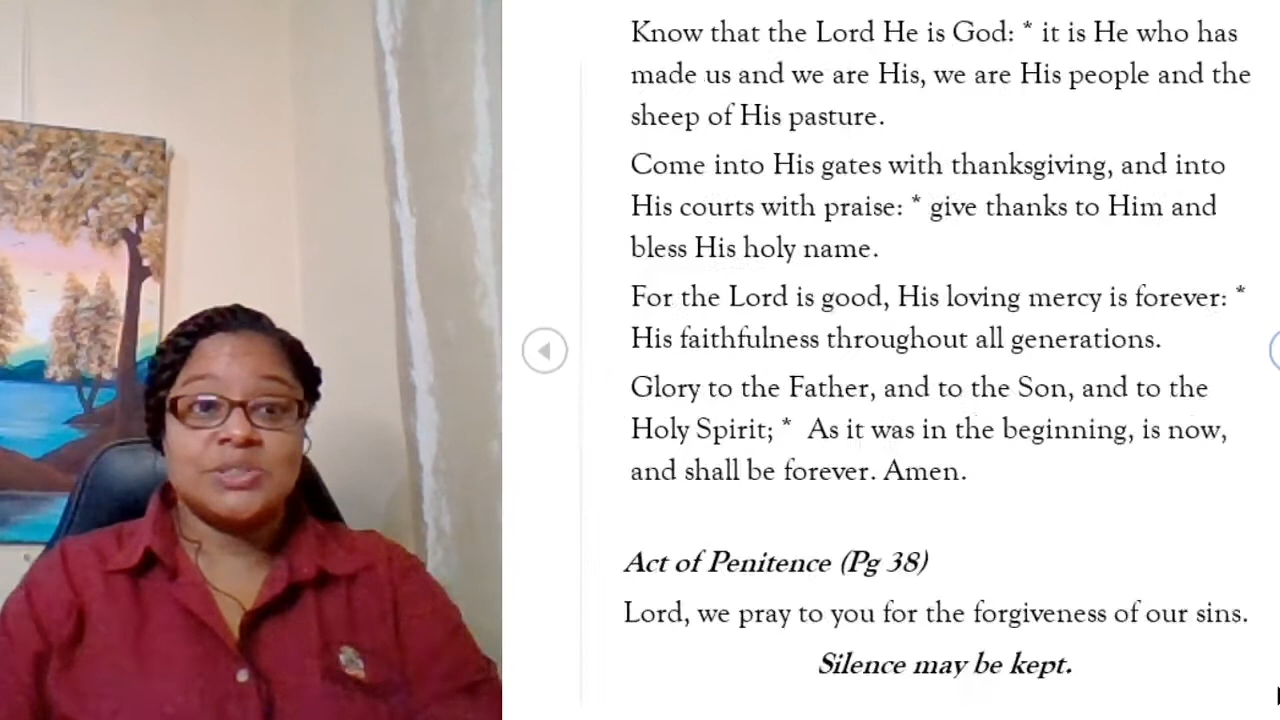 Know that the Lord He is God: * it is He who has
made us and we are His, we are His people and the
sheep of His pasture.
Come into His gates with thanksgiving, and into
His courts with praise: * give thanks to Him and
bless His holy name.
For the Lord is good, His loving mercy is forever: *
His faithfulness throughout all generations.
Glory to the Father, and to the Son, and to the
Holy Spirit; * As it was in the beginning, is now,
and shall be forever. Amen.
Act of Penitence (Pg 38)
Lord, we pray to you for the forgiveness of our sins.
Silence may be kept.